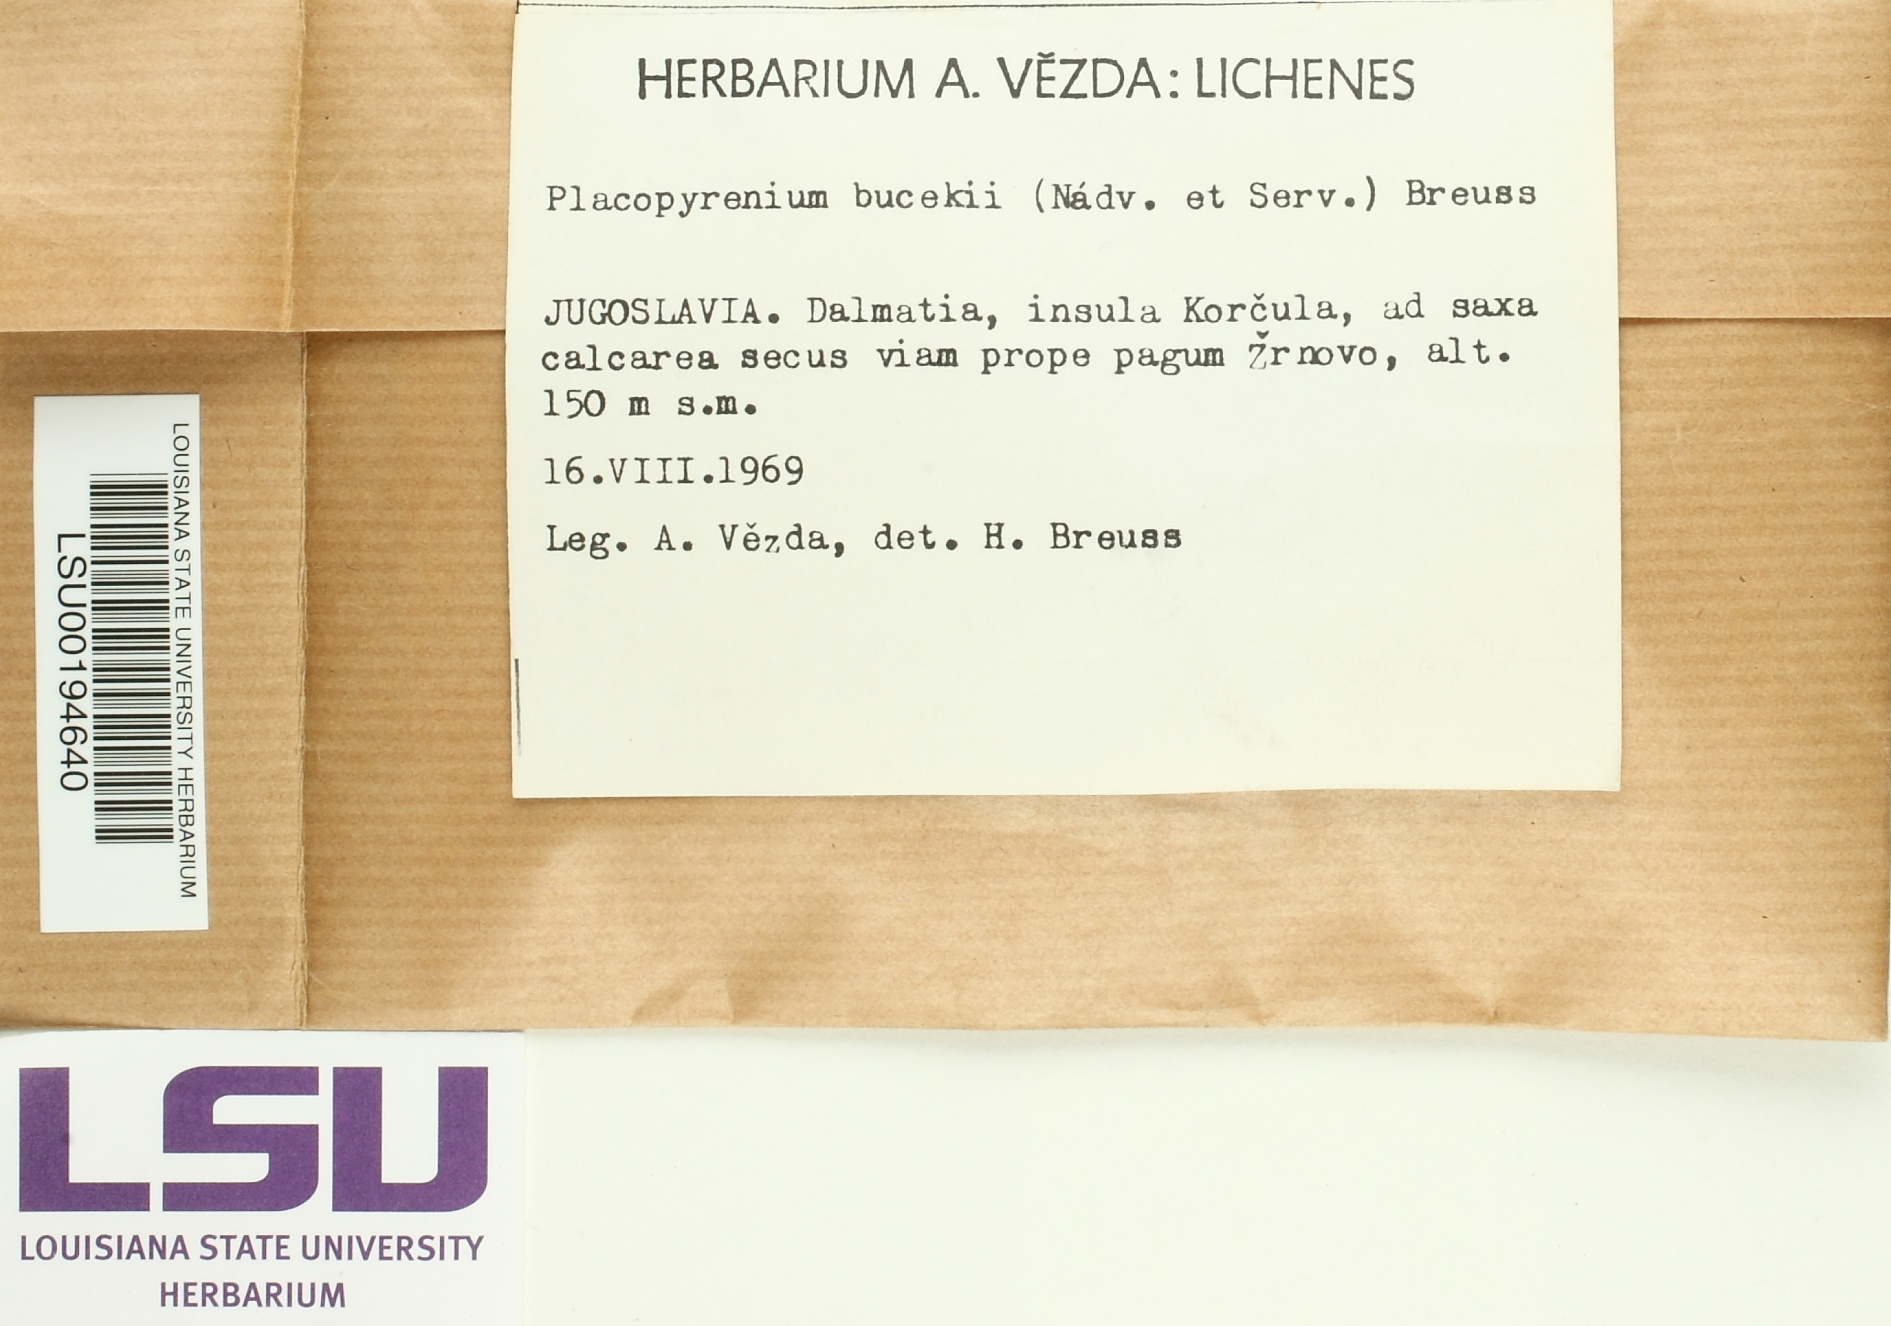 HERBARIUM A. VĚZDA: LICHENES
Placopyrenium bucekii (Nádv. et Serv.) Breuss
JUGOSLAVIA. Dalmatia, insula Korčula, ad saxa
calcarea secus viam prope pagum Žrnovo, alt.
150 m s.m.
16.VIII.1969
Leg. A. Vězda, det. H. Breuss
LOUISIANA STATE UNIVERSITY HERBARIUM
LSU00194640
LSU
LOUISIANA STATE UNIVERSITY
HERBARIUM